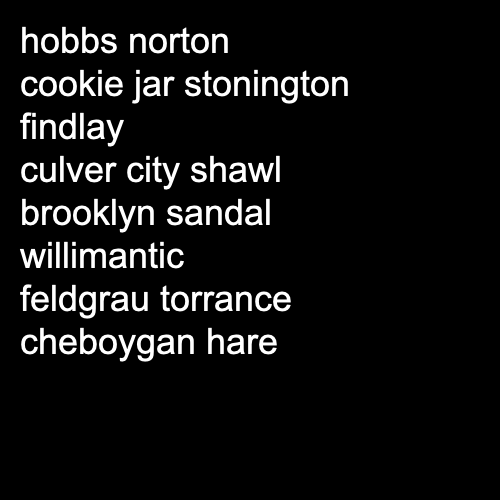 hobbs norton
cookie jar stonington
findlay
culver city shawl
brooklyn sandal
willimantic
feldgrau torrance
cheboygan hare